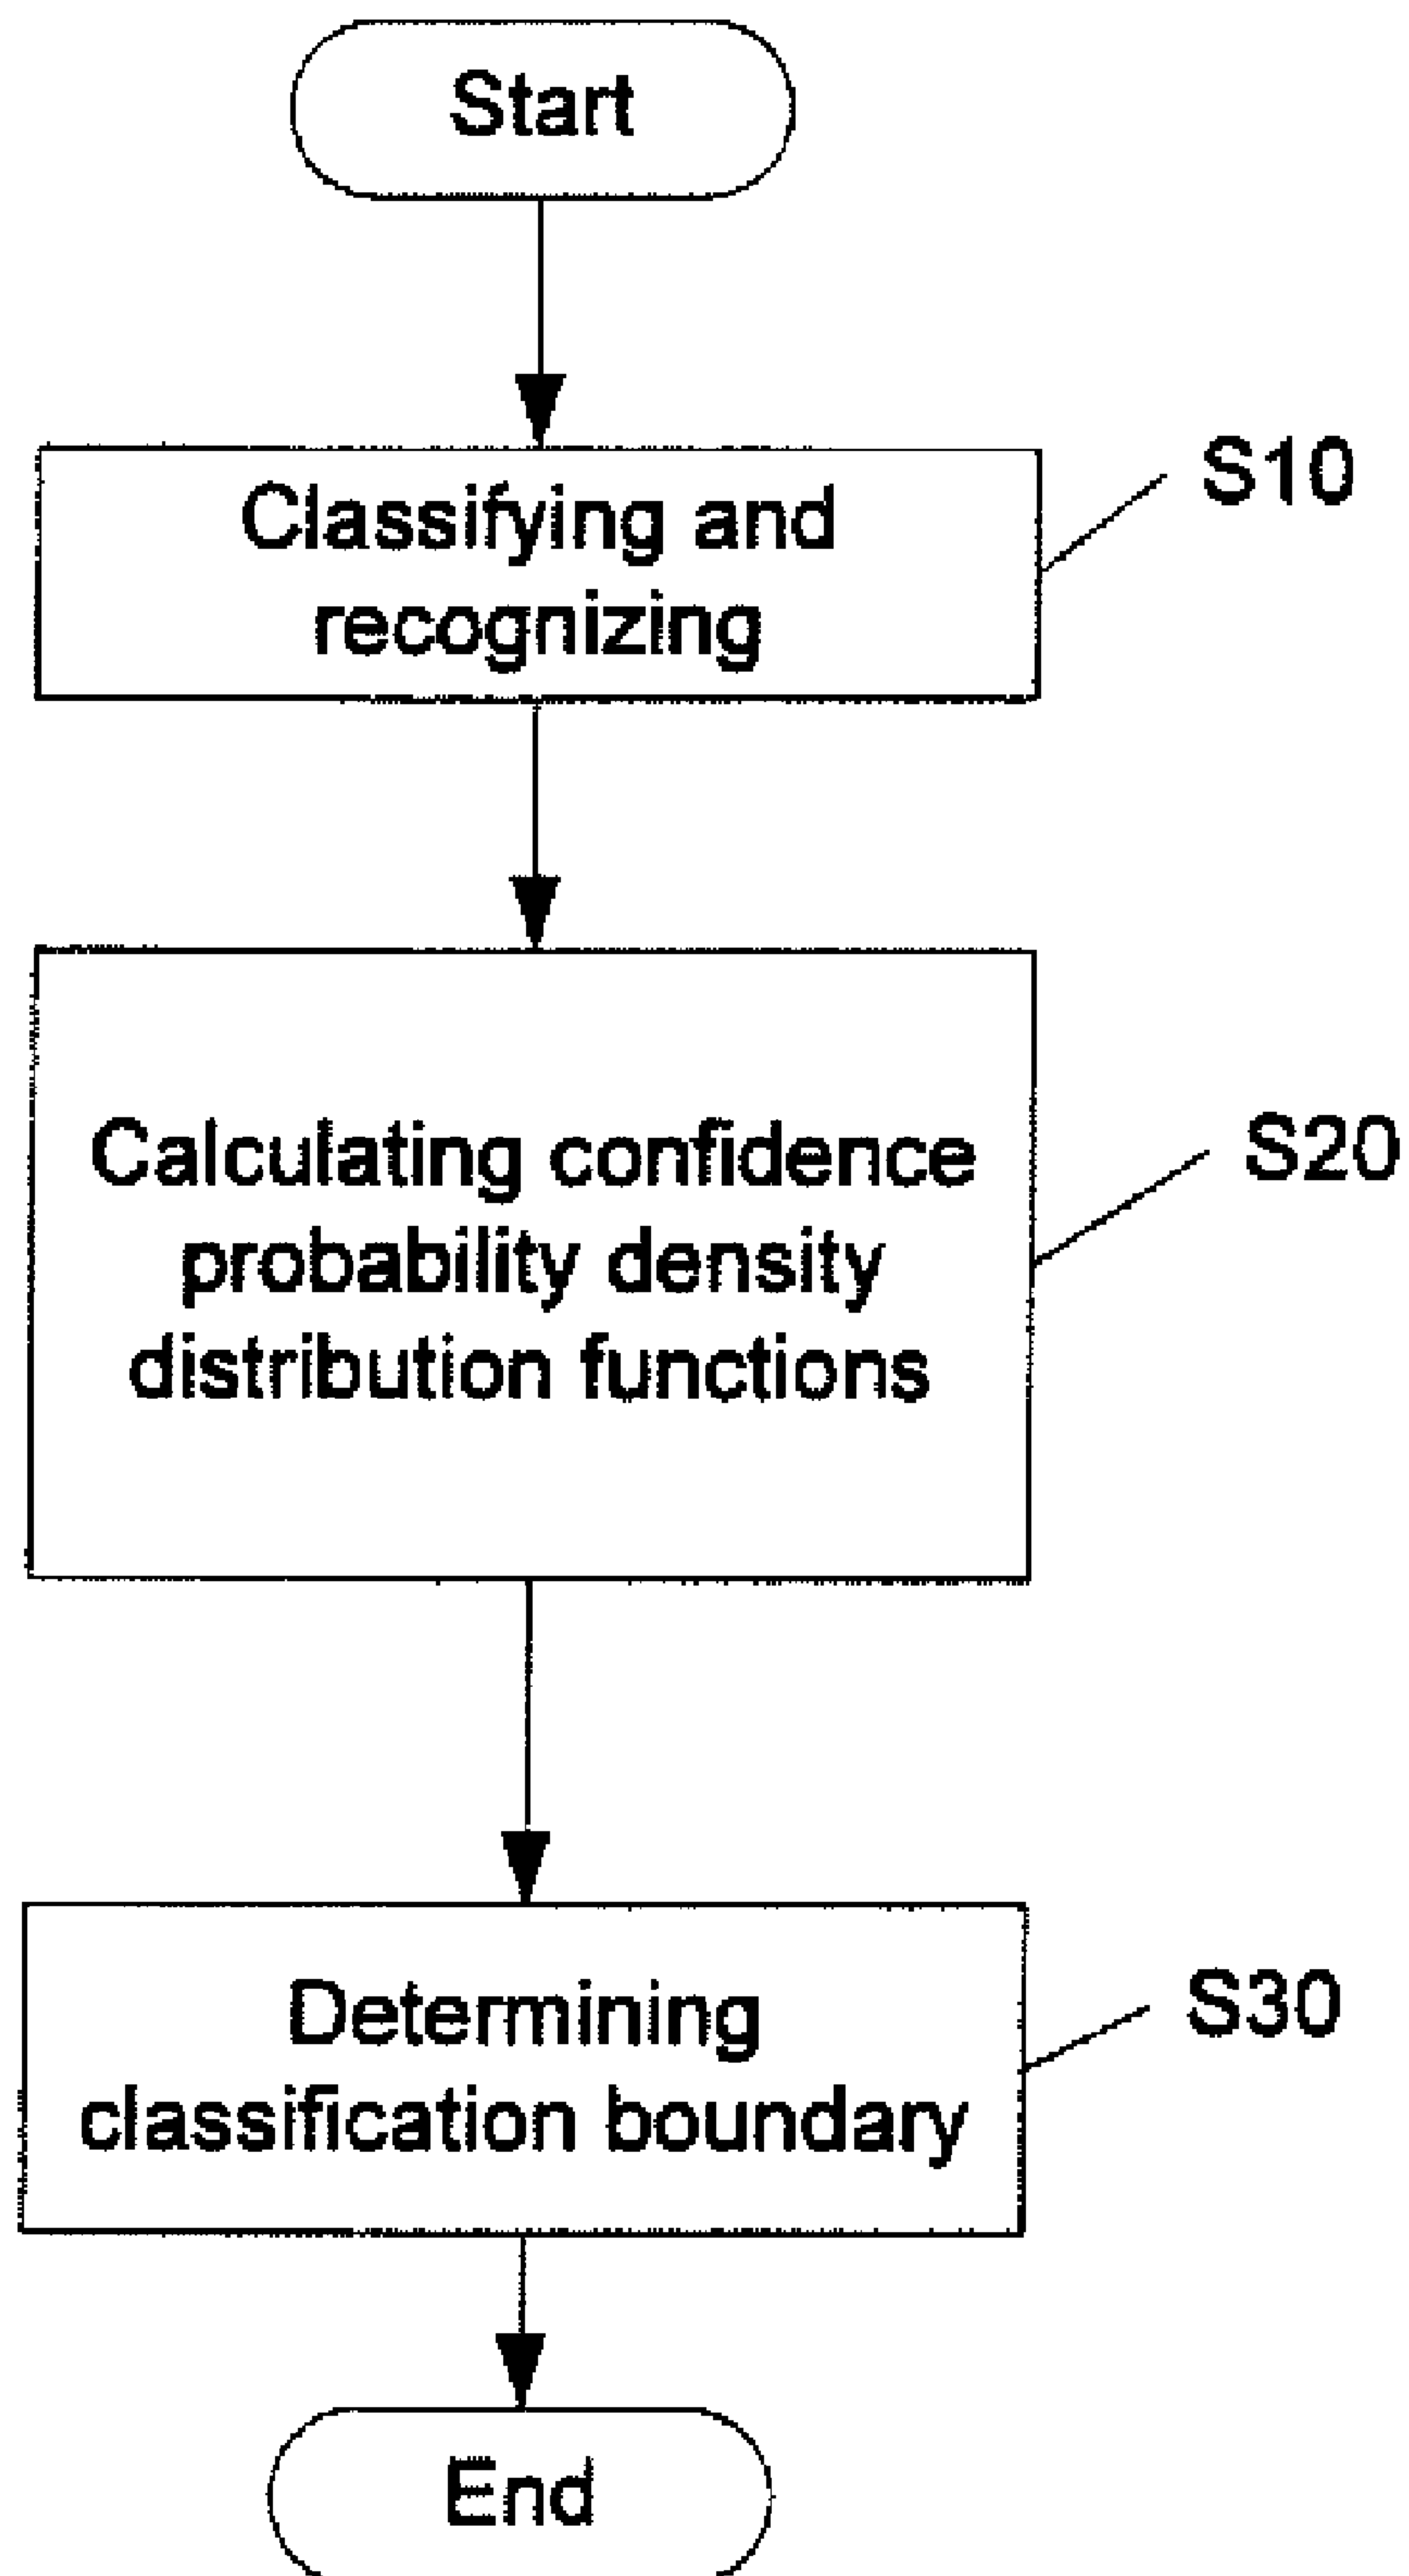 Start
Classifying and
recognizing
S10
Calculating confidence
probability density
distribution functions
S20
Determining
classification boundary
S30
End